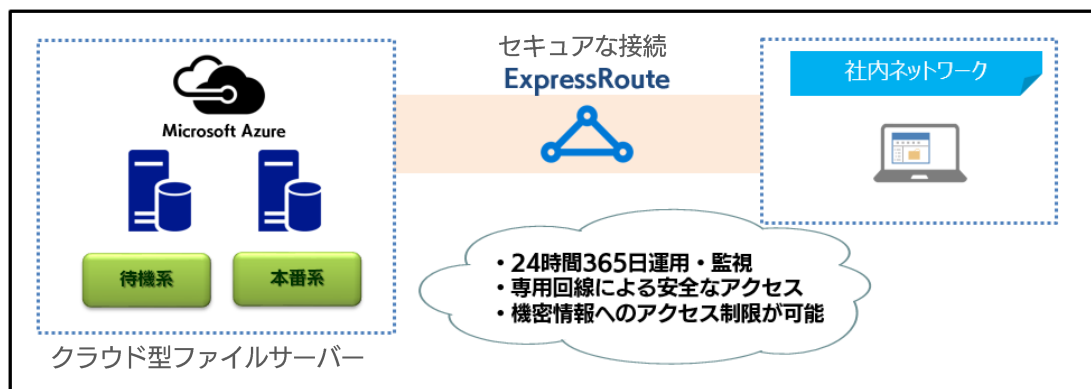 セキュアな接続
ExpressRoute
社内ネットワーク
Microsoft Azure
待機系
本番系
・24時間365日運用・監視
・専用回線による安全なアクセス
・機密情報へのアクセス制限が可能
クラウド型ファイルサーバー